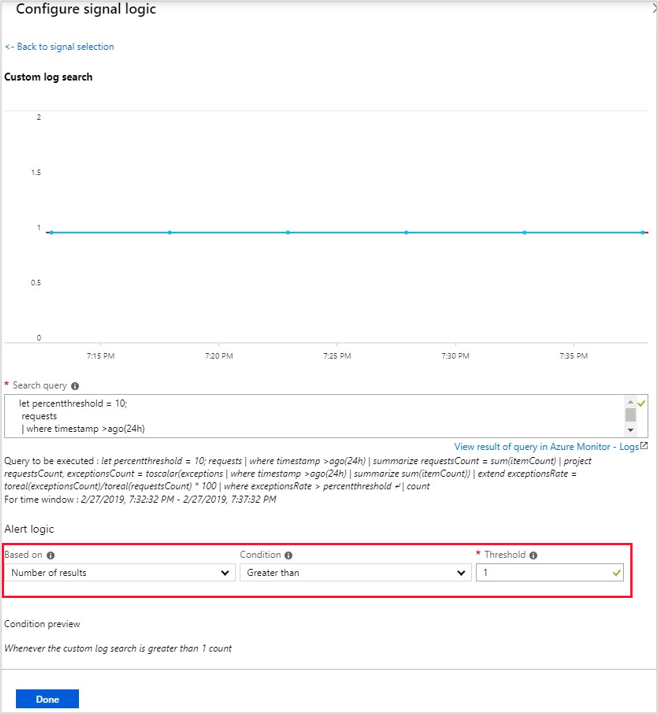 Configure signal logic
<- Back to signal selection
Custom log search
2
1.5
1
0.5
0
7:15 PM 7:20 PM 7:25 PM 7:30 PM 7:35 PM
* Search query
let percentthreshold = 10;
requests
| where timestamp >ago(24h)
View result of query in Azure Monitor - Logs
Query to be executed : let percentthreshold = 10; requests | where timestamp >ago(24h) | summarize requestsCount = sum(itemCount) | project
requestsCount, exceptionsCount = toscalar(exceptions | where timestamp >ago(24h) | summarize sum(itemCount)) | extend exceptionsRate =
toreal(exceptionsCount)/toreal(requestsCount) * 100 | where exceptionsRate > percentthreshold ↵ | count
For time window : 2/27/2019, 7:32:32 PM - 2/27/2019, 7:37:32 PM
Alert logic
Based on Condition * Threshold
Number of results Greater than 1
Condition preview
Whenever the custom log search is greater than 1 count
Done